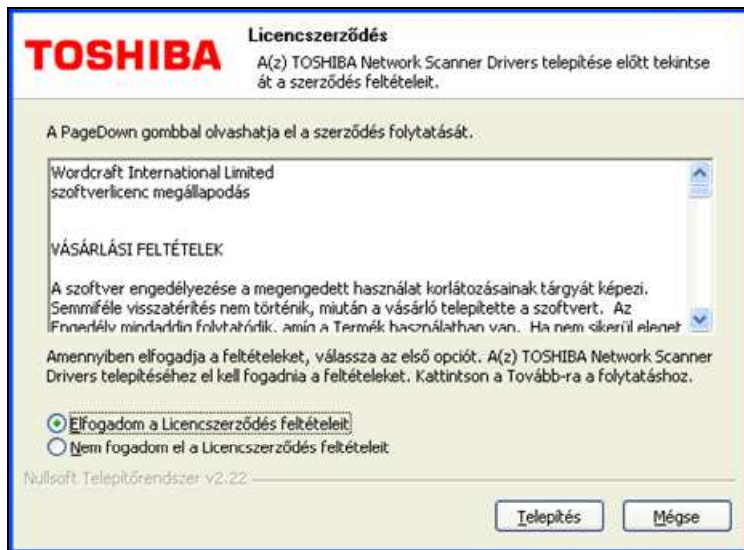 TOSHIBA
Licencszerződés
A(z) TOSHIBA Network Scanner Drivers telepítése előtt tekintse
át a szerződés feltételeit.
A PageDown gombbal olvashatja el a szerződés folytatását.
Wordcraft International Limited
szoftverlicenc megállapodás
VÁSÁRLÁSI FELTÉTELEK
A szoftver engedélyezése a megengedett használat korlátozásainak tárgyát képezi.
Semmiféle visszatérítés nem történik, miután a vásárló telepítette a szoftvert. Az
Engedély mindaddig folytatódik, amíg a Termék használatban van. Ha nem sikerül eleget
Amennyiben elfogadja a feltételeket, válassza az első opciót. A(z) TOSHIBA Network Scanner
Drivers telepítéséhez el kell fogadnia a feltételeket. Kattintson a Tovább-ra a folytatáshoz.
Elfogadom a Licencszerződés feltételeit
Nem fogadom el a Licencszerződés feltételeit
Nullsoft Telepítőrendszer v2.22
Telepítés
Mégse